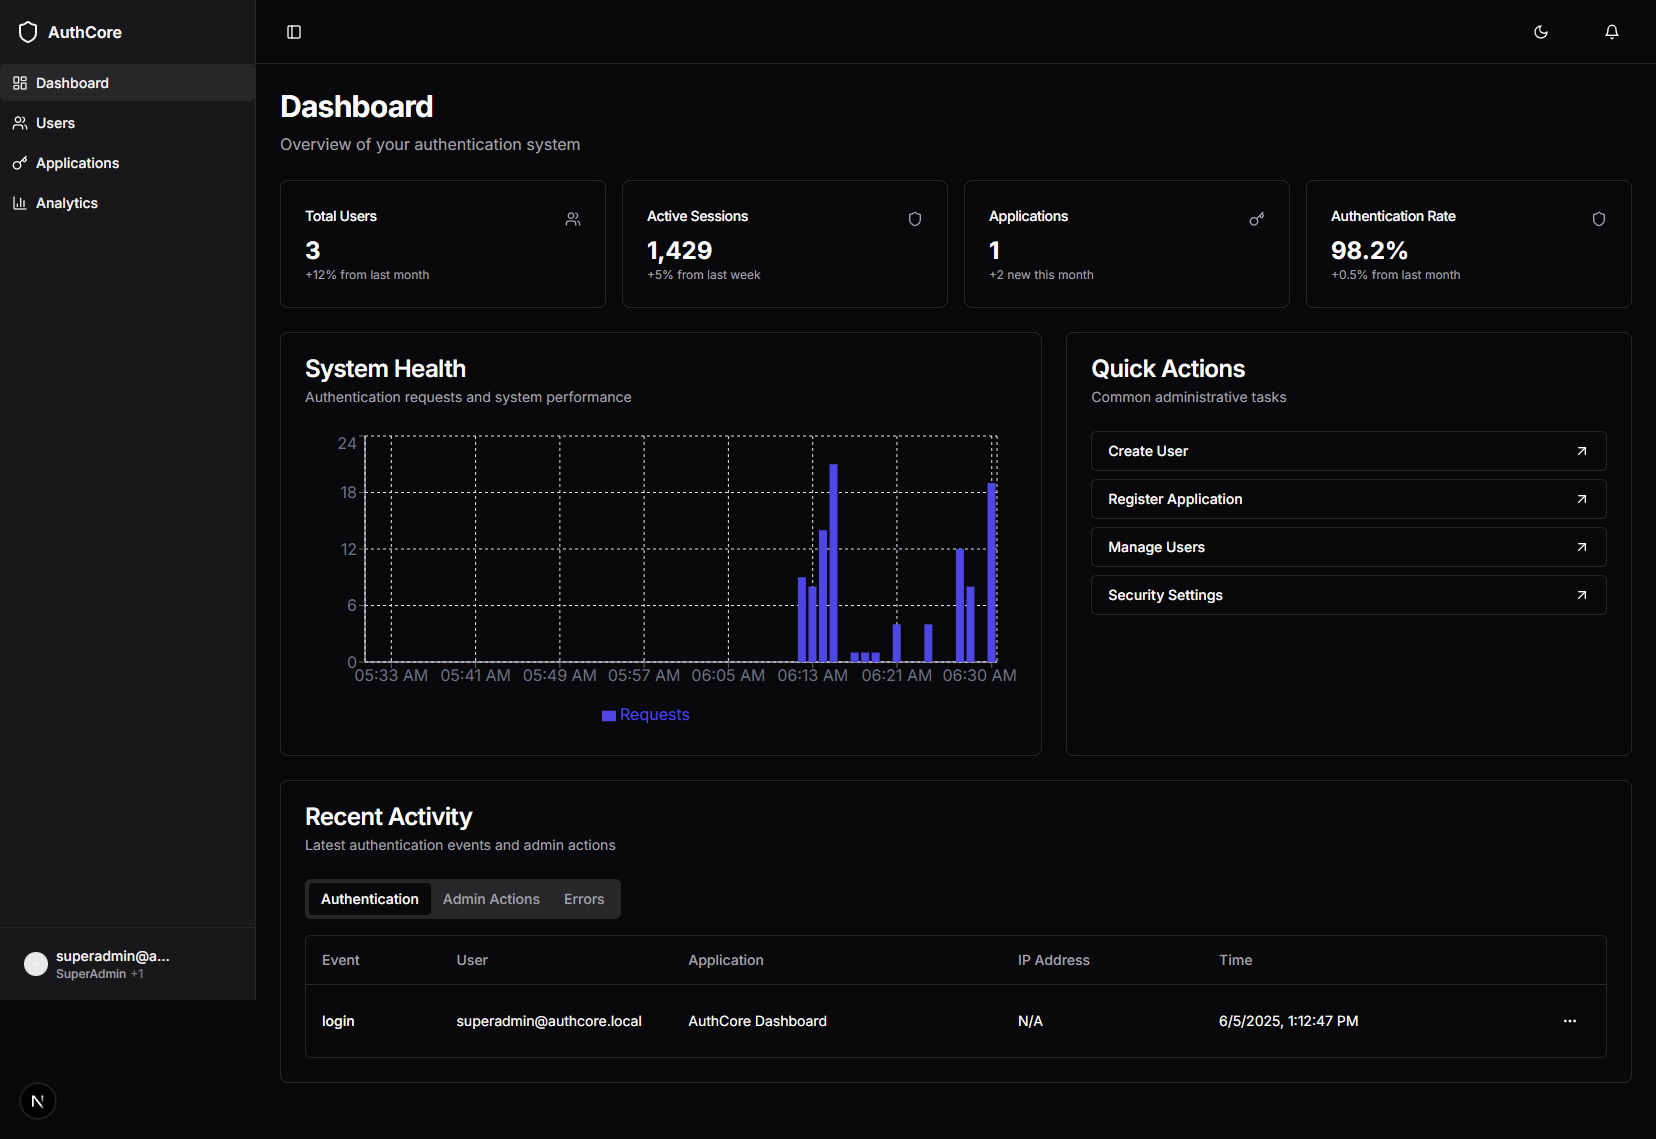 AuthCore
Dashboard
Users
Applications
Analytics
superadmin@a...
SuperAdmin +1
N
Dashboard
Overview of your authentication system
Total Users
3
+12% from last month
Active Sessions
1,429
+5% from last week
Applications
1
+2 new this month
Authentication Rate
98.2%
+0.5% from last month
System Health
Authentication requests and system performance
24
18
12
6
0
05:33 AM 05:41 AM 05:49 AM 05:57 AM 06:05 AM 06:13 AM 06:21 AM 06:30 AM
Requests
Quick Actions
Common administrative tasks
Create User
Register Application
Manage Users
Security Settings
Recent Activity
Latest authentication events and admin actions
Authentication Admin Actions Errors
Event User Application IP Address Time
login superadmin@authcore.local AuthCore Dashboard N/A 6/5/2025, 1:12:47 PM